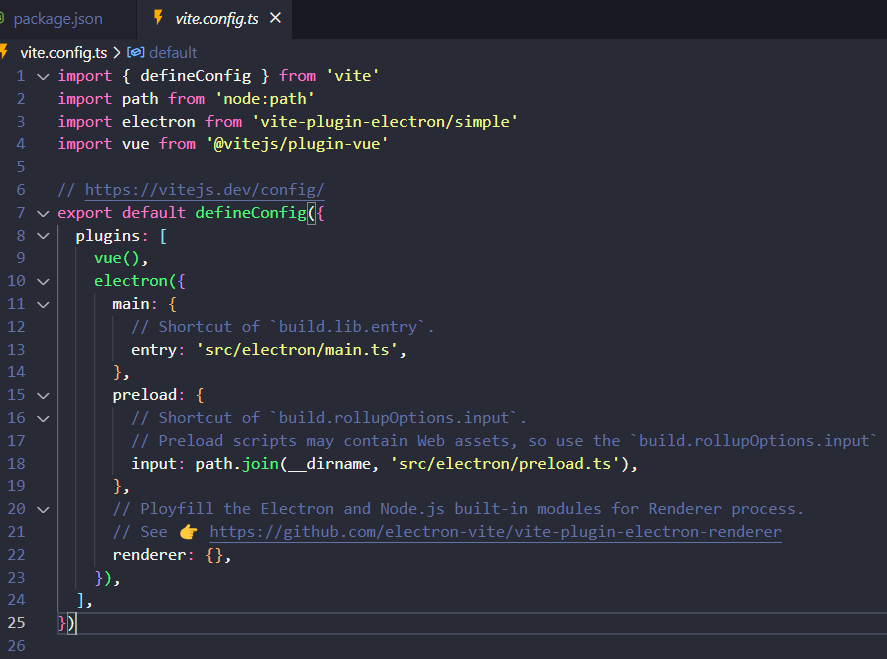 package.json
vite.config.ts
vite.config.ts > default
1 import { defineConfig } from 'vite'
2 import path from 'node:path'
3 import electron from 'vite-plugin-electron/simple'
4 import vue from '@vitejs/plugin-vue'
5
6 // https://vitejs.dev/config/
7 export default defineConfig({
8 plugins: [
9 vue(),
10 electron({
11 main: {
12 // Shortcut of `build.lib.entry`.
13 entry: 'src/electron/main.ts',
14 },
15 preload: {
16 // Shortcut of `build.rollupOptions.input`.
17 // Preload scripts may contain Web assets, so use the `build.rollupOptions.input`
18 input: path.join(__dirname, 'src/electron/preload.ts'),
19 },
20 // Ployfill the Electron and Node.js built-in modules for Renderer process.
21 // See 👉 https://github.com/electron-vite/vite-plugin-electron-renderer
22 renderer: {},
23 }),
24 ],
25 })
26